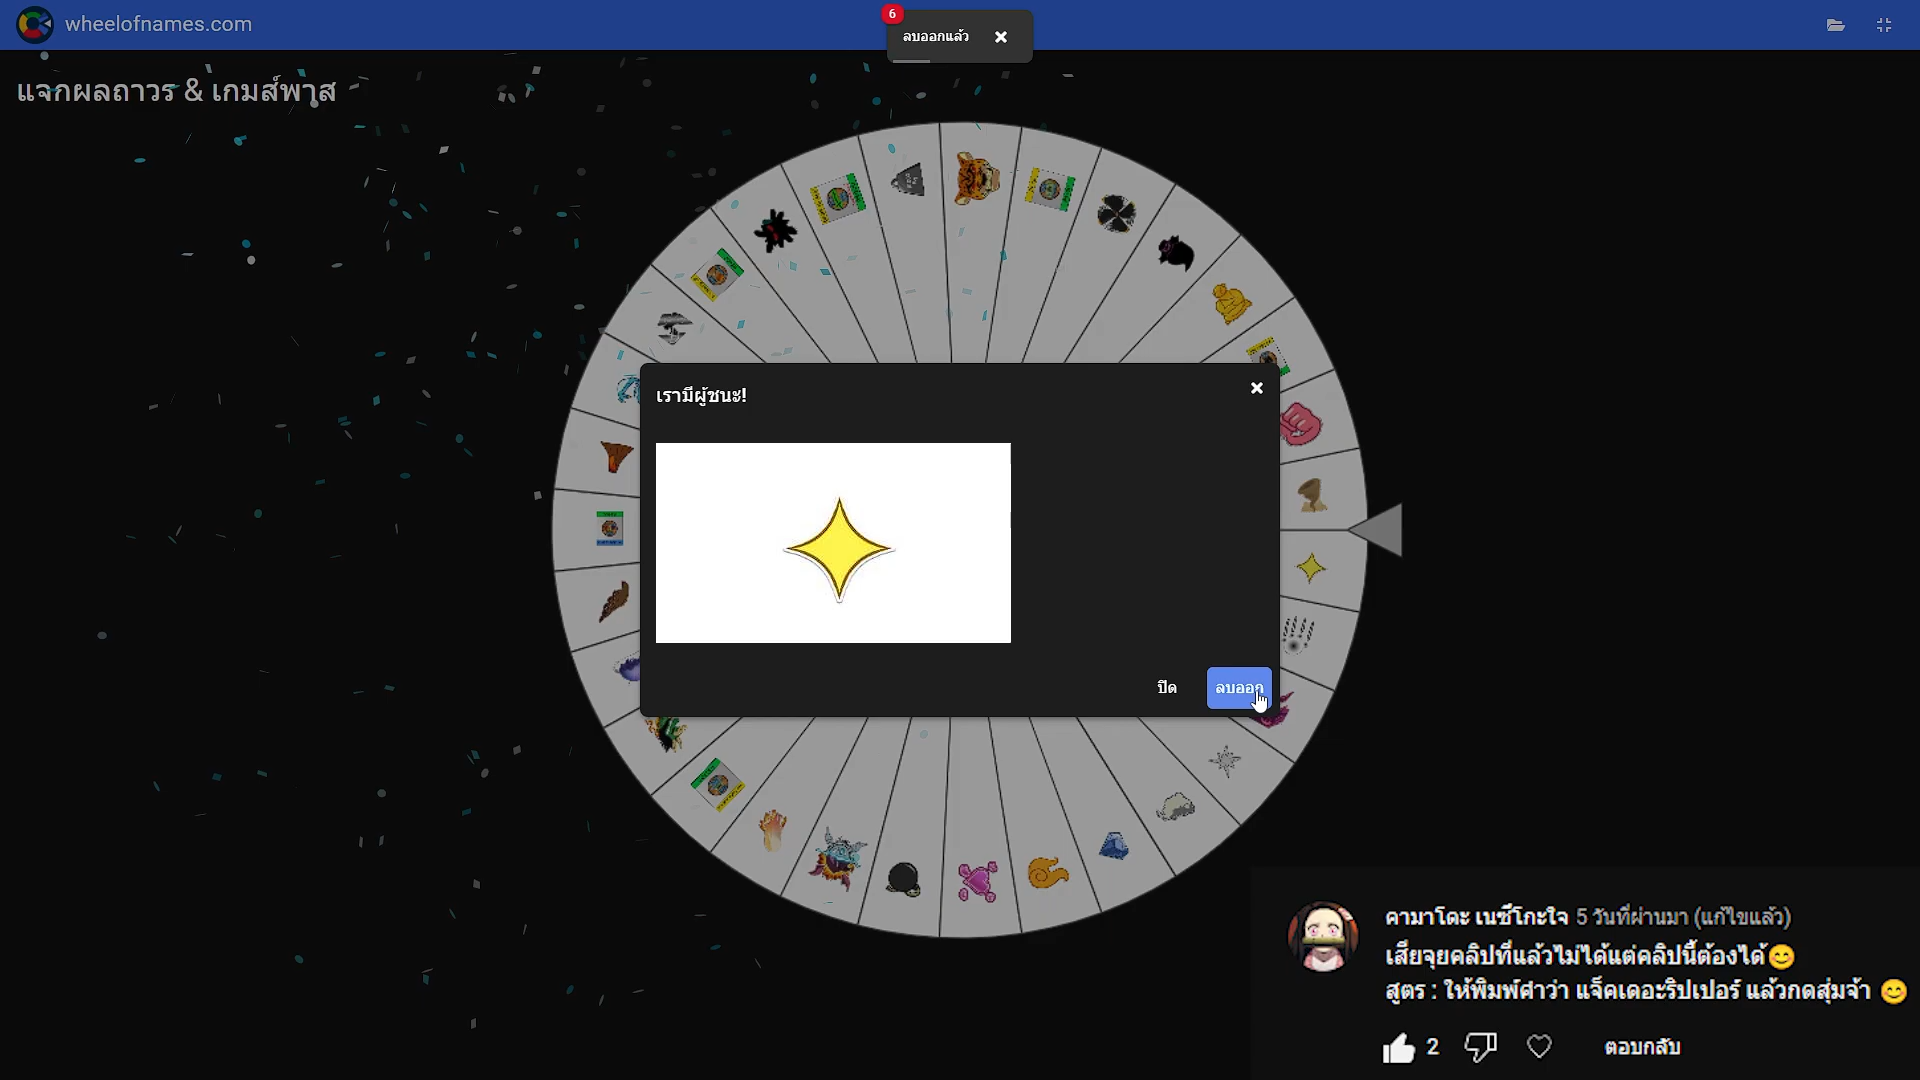 wheelofnames.com
6
ลบออกแล้ว
แจกผลถาวร & เกมส์พาส
เรามีผู้ชนะ!
ปิด
ลบออก
คามาโดะ เนซึโกะใจ 5 วันที่ผ่านมา (แก้ไขแล้ว)
เสียจุยคลิปที่แล้วไม่ได้แต่คลิปนี้ต้องได้😊
สูตร : ให้พิมพ์คำว่า แจ็คเดอะริปเปอร์ แล้วกดสุ่มจ้า 😊
2
ตอบกลับ